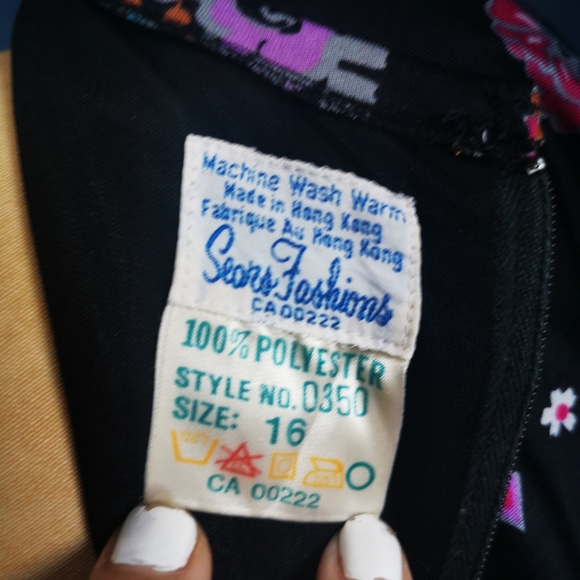 Machine Wash Warm
Made in Hong Kong
Fabriqué Au Hong Kong
Sears Fashions
CA00222
100% POLYESTER
STYLE NO. 0350
SIZE: 16
CA 00222